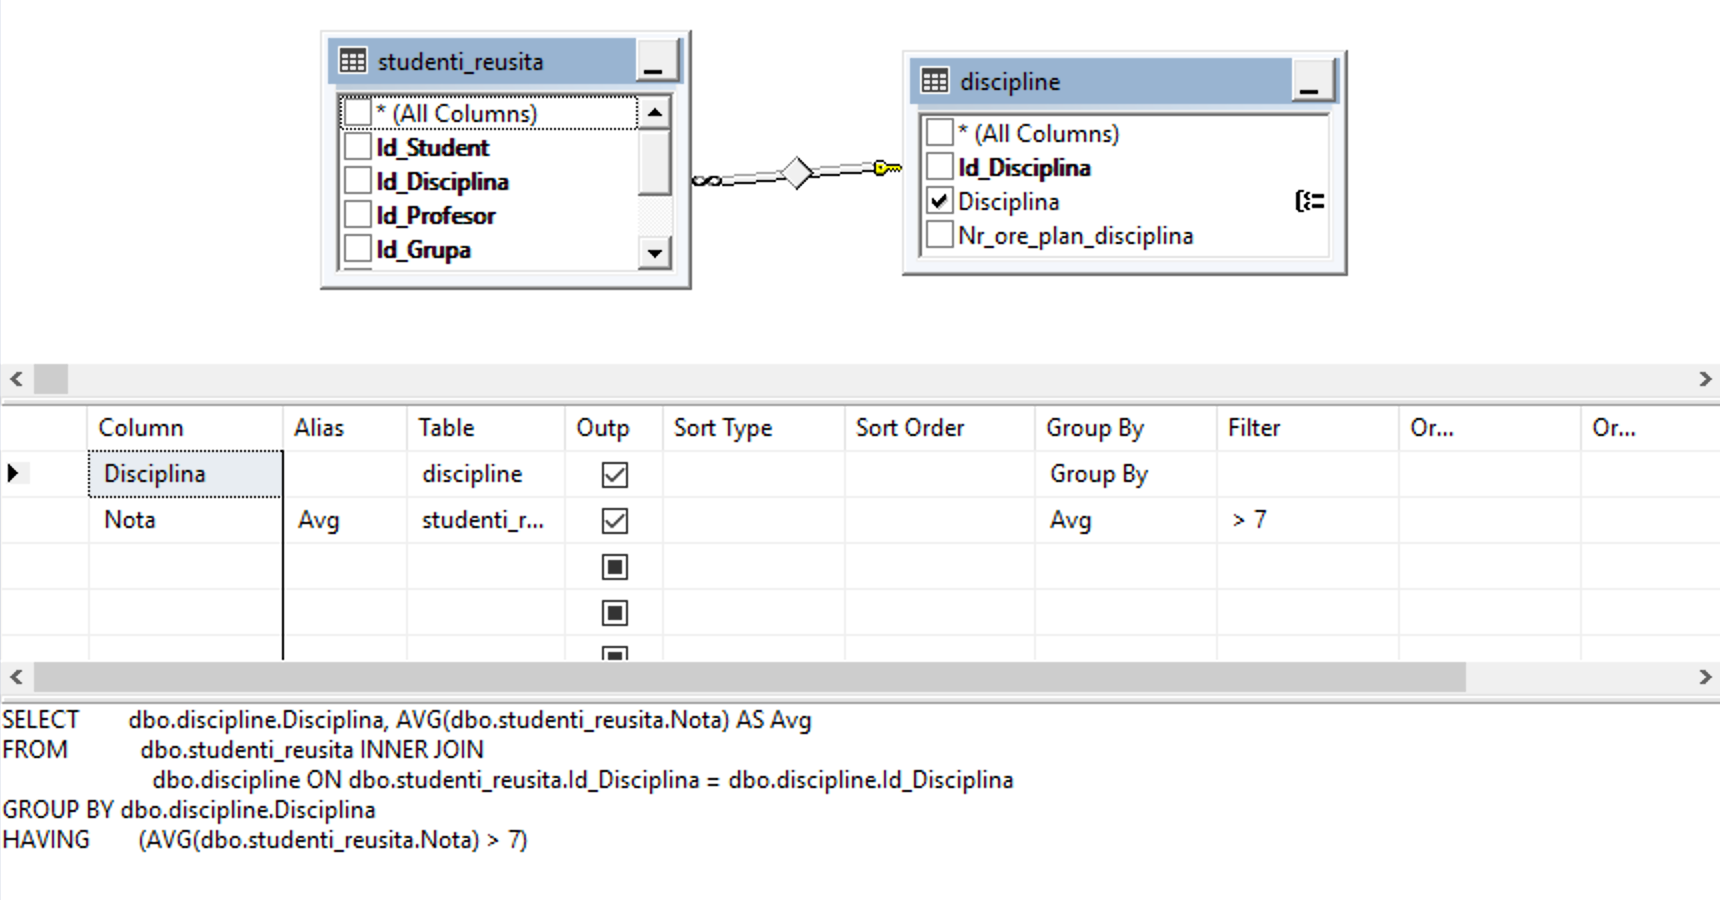 studenti_reusita
* (All Columns)
Id_Student
Id_Disciplina
Id_Profesor
Id_Grupa
discipline
* (All Columns)
Id_Disciplina
Disciplina
Nr_ore_plan_disciplina
Column Alias Table Outp Sort Type Sort Order Group By Filter Or... Or...
Disciplina discipline Group By
Nota Avg studenti_r... Avg > 7
SELECT dbo.discipline.Disciplina, AVG(dbo.studenti_reusita.Nota) AS Avg
FROM dbo.studenti_reusita INNER JOIN
dbo.discipline ON dbo.studenti_reusita.Id_Disciplina = dbo.discipline.Id_Disciplina
GROUP BY dbo.discipline.Disciplina
HAVING (AVG(dbo.studenti_reusita.Nota) > 7)